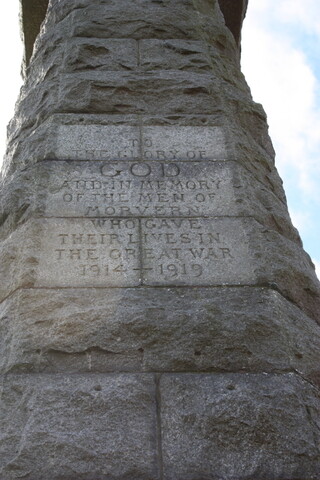 TO
THE GLORY OF
GOD
AND IN MEMORY
OF THE MEN OF
MORVERN
WHO GAVE
THEIR LIVES IN
THE GREAT WAR
1914–1919